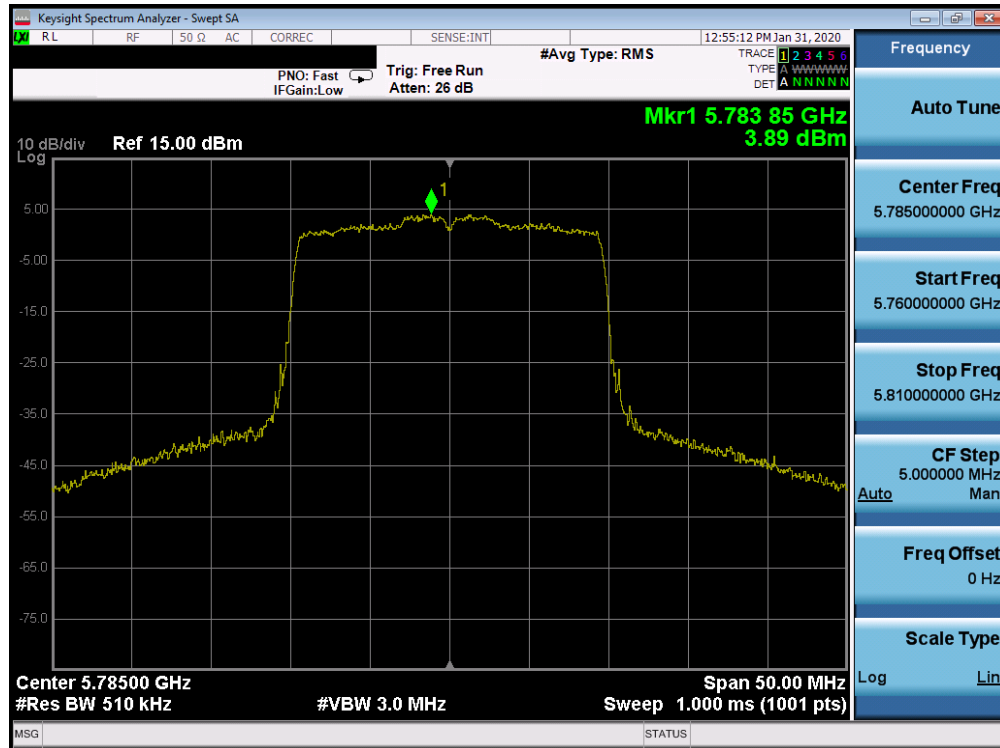 Keysight Spectrum Analyzer - Swept SA
LXI RL RF 50 Ω AC CORREC SENSE:INT 12:55:12 PM Jan 31, 2020
#Avg Type: RMS TRACE 1 2 3 4 5 6
PNO: Fast Trig: Free Run TYPE A WWWWW
IFGain:Low Atten: 26 dB DET A N N N N N
Mkr1 5.783 85 GHz
3.89 dBm
10 dB/div Ref 15.00 dBm
Log
1
5.00
-5.00
-15.0
-25.0
-35.0
-45.0
-55.0
-65.0
-75.0
Center 5.78500 GHz Span 50.00 MHz
#Res BW 510 kHz #VBW 3.0 MHz Sweep 1.000 ms (1001 pts)
MSG STATUS
Frequency
Auto Tune
Center Freq
5.785000000 GHz
Start Freq
5.760000000 GHz
Stop Freq
5.810000000 GHz
CF Step
5.000000 MHz
Auto Man
Freq Offset
0 Hz
Scale Type
Log Lin